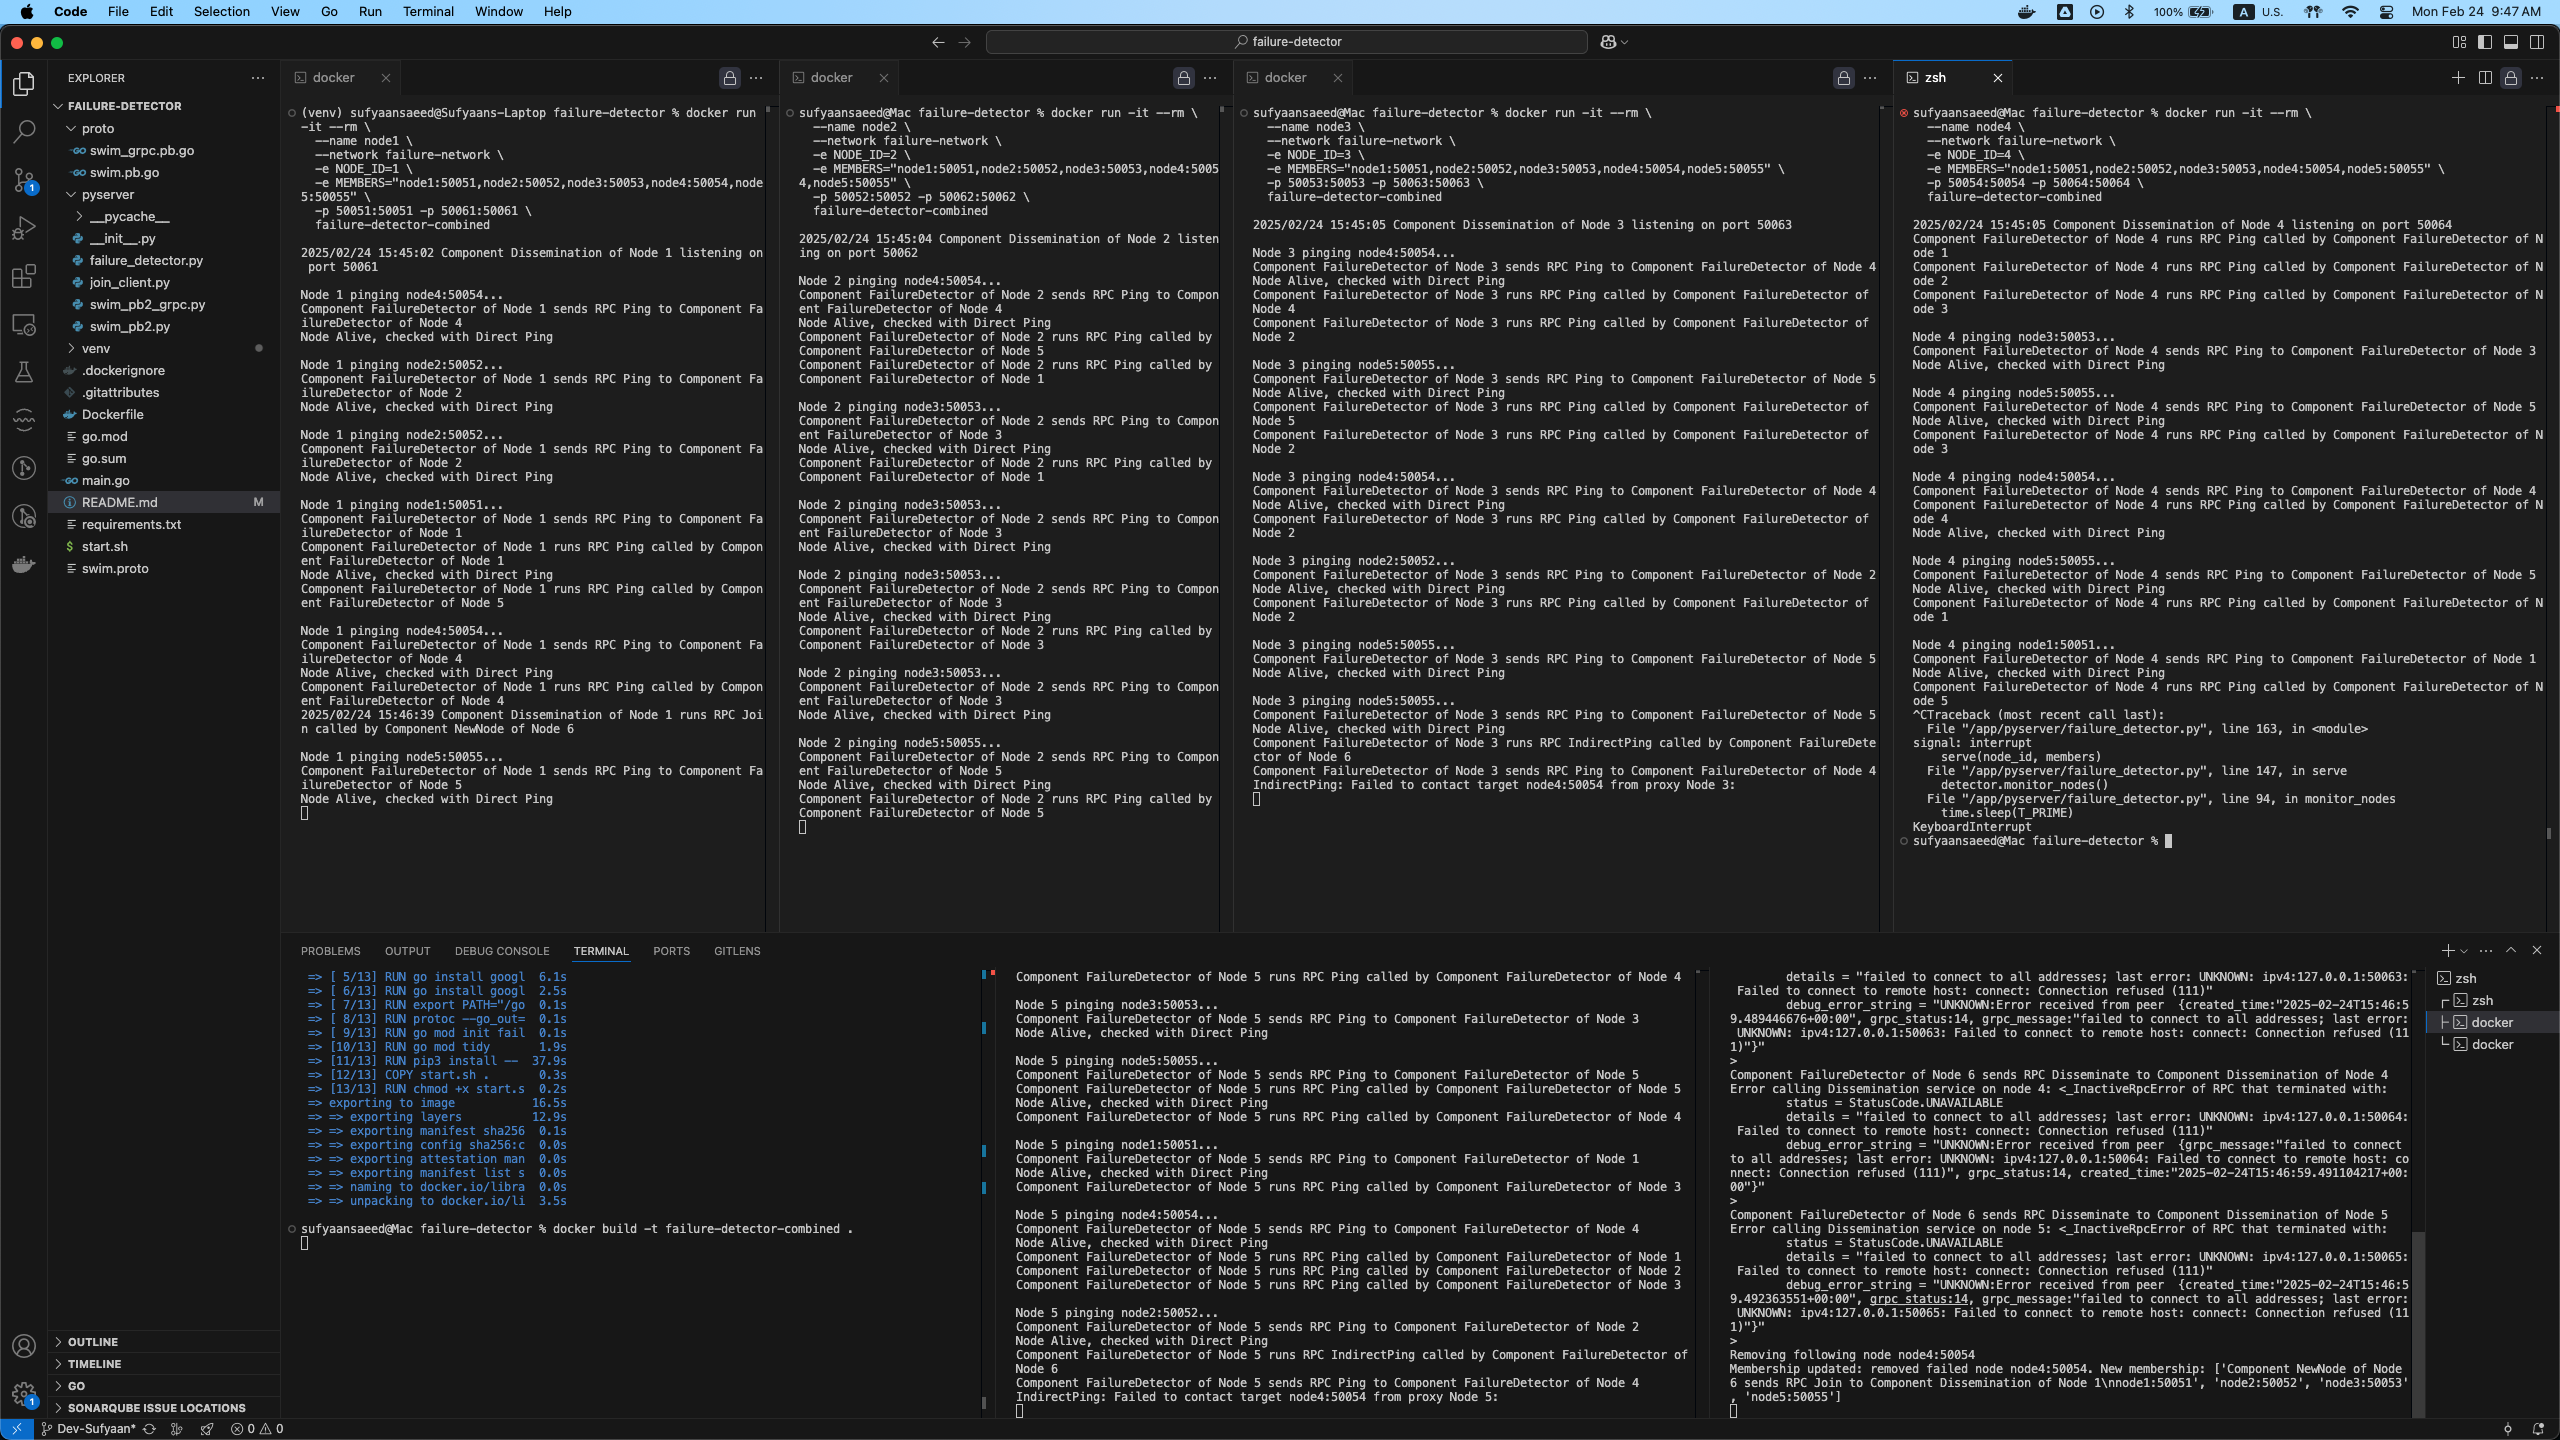 Code File Edit Selection View Go Run Terminal Window Help
100% A U.S. Mon Feb 24 9:47 AM
failure-detector
EXPLORER
FAILURE-DETECTOR
proto
swim_grpc.pb.go
swim.pb.go
pyserver
__pycache__
__init__.py
failure_detector.py
join_client.py
swim_pb2_grpc.py
swim_pb2.py
venv
.dockerignore
.gitattributes
Dockerfile
go.mod
go.sum
main.go
README.md M
requirements.txt
start.sh
swim.proto
OUTLINE
TIMELINE
GO
SONARQUBE ISSUE LOCATIONS
1
1
docker
(venv) sufyaansaeed@Sufyaans-Laptop failure-detector % docker run
-it --rm \
--name node1 \
--network failure-network \
-e NODE_ID=1 \
-e MEMBERS="node1:50051,node2:50052,node3:50053,node4:50054,node
5:50055" \
-p 50051:50051 -p 50061:50061 \
failure-detector-combined
2025/02/24 15:45:02 Component Dissemination of Node 1 listening on
port 50061
Node 1 pinging node4:50054...
Component FailureDetector of Node 1 sends RPC Ping to Component Fa
ilureDetector of Node 4
Node Alive, checked with Direct Ping
Node 1 pinging node2:50052...
Component FailureDetector of Node 1 sends RPC Ping to Component Fa
ilureDetector of Node 2
Node Alive, checked with Direct Ping
Node 1 pinging node2:50052...
Component FailureDetector of Node 1 sends RPC Ping to Component Fa
ilureDetector of Node 2
Node Alive, checked with Direct Ping
Node 1 pinging node1:50051...
Component FailureDetector of Node 1 sends RPC Ping to Component Fa
ilureDetector of Node 1
Component FailureDetector of Node 1 runs RPC Ping called by Compon
ent FailureDetector of Node 1
Node Alive, checked with Direct Ping
Component FailureDetector of Node 1 runs RPC Ping called by Compon
ent FailureDetector of Node 5
Node 1 pinging node4:50054...
Component FailureDetector of Node 1 sends RPC Ping to Component Fa
ilureDetector of Node 4
Node Alive, checked with Direct Ping
Component FailureDetector of Node 1 runs RPC Ping called by Compon
ent FailureDetector of Node 4
2025/02/24 15:46:39 Component Dissemination of Node 1 runs RPC Joi
n called by Component NewNode of Node 6
Node 1 pinging node5:50055...
Component FailureDetector of Node 1 sends RPC Ping to Component Fa
ilureDetector of Node 5
Node Alive, checked with Direct Ping
docker
sufyaansaeed@Mac failure-detector % docker run -it --rm \
--name node2 \
--network failure-network \
-e NODE_ID=2 \
-e MEMBERS="node1:50051,node2:50052,node3:50053,node4:5005
4,node5:50055" \
-p 50052:50052 -p 50062:50062 \
failure-detector-combined
2025/02/24 15:45:04 Component Dissemination of Node 2 listen
ing on port 50062
Node 2 pinging node4:50054...
Component FailureDetector of Node 2 sends RPC Ping to Compon
ent FailureDetector of Node 4
Node Alive, checked with Direct Ping
Component FailureDetector of Node 2 runs RPC Ping called by
Component FailureDetector of Node 5
Component FailureDetector of Node 2 runs RPC Ping called by
Component FailureDetector of Node 1
Node 2 pinging node3:50053...
Component FailureDetector of Node 2 sends RPC Ping to Compon
ent FailureDetector of Node 3
Node Alive, checked with Direct Ping
Component FailureDetector of Node 2 runs RPC Ping called by
Component FailureDetector of Node 1
Node 2 pinging node3:50053...
Component FailureDetector of Node 2 sends RPC Ping to Compon
ent FailureDetector of Node 3
Node Alive, checked with Direct Ping
Node 2 pinging node3:50053...
Component FailureDetector of Node 2 sends RPC Ping to Compon
ent FailureDetector of Node 3
Node Alive, checked with Direct Ping
Component FailureDetector of Node 2 runs RPC Ping called by
Component FailureDetector of Node 3
Node 2 pinging node3:50053...
Component FailureDetector of Node 2 sends RPC Ping to Compon
ent FailureDetector of Node 3
Node Alive, checked with Direct Ping
Node 2 pinging node5:50055...
Component FailureDetector of Node 2 sends RPC Ping to Compon
ent FailureDetector of Node 5
Node Alive, checked with Direct Ping
Component FailureDetector of Node 2 runs RPC Ping called by
Component FailureDetector of Node 5
docker
sufyaansaeed@Mac failure-detector % docker run -it --rm \
--name node3 \
--network failure-network \
-e NODE_ID=3 \
-e MEMBERS="node1:50051,node2:50052,node3:50053,node4:50054,node5:50055" \
-p 50053:50053 -p 50063:50063 \
failure-detector-combined
2025/02/24 15:45:05 Component Dissemination of Node 3 listening on port 50063
Node 3 pinging node4:50054...
Component FailureDetector of Node 3 sends RPC Ping to Component FailureDetector of Node 4
Node Alive, checked with Direct Ping
Component FailureDetector of Node 3 runs RPC Ping called by Component FailureDetector of
Node 4
Component FailureDetector of Node 3 runs RPC Ping called by Component FailureDetector of
Node 2
Node 3 pinging node5:50055...
Component FailureDetector of Node 3 sends RPC Ping to Component FailureDetector of Node 5
Node Alive, checked with Direct Ping
Component FailureDetector of Node 3 runs RPC Ping called by Component FailureDetector of
Node 5
Component FailureDetector of Node 3 runs RPC Ping called by Component FailureDetector of
Node 2
Node 3 pinging node4:50054...
Component FailureDetector of Node 3 sends RPC Ping to Component FailureDetector of Node 4
Node Alive, checked with Direct Ping
Component FailureDetector of Node 3 runs RPC Ping called by Component FailureDetector of
Node 2
Node 3 pinging node2:50052...
Component FailureDetector of Node 3 sends RPC Ping to Component FailureDetector of Node 2
Node Alive, checked with Direct Ping
Component FailureDetector of Node 3 runs RPC Ping called by Component FailureDetector of
Node 2
Node 3 pinging node5:50055...
Component FailureDetector of Node 3 sends RPC Ping to Component FailureDetector of Node 5
Node Alive, checked with Direct Ping
Node 3 pinging node5:50055...
Component FailureDetector of Node 3 sends RPC Ping to Component FailureDetector of Node 5
Node Alive, checked with Direct Ping
Component FailureDetector of Node 3 runs RPC IndirectPing called by Component FailureDete
ctor of Node 6
Component FailureDetector of Node 3 sends RPC Ping to Component FailureDetector of Node 4
IndirectPing: Failed to contact target node4:50054 from proxy Node 3:
zsh
sufyaansaeed@Mac failure-detector % docker run -it --rm \
--name node4 \
--network failure-network \
-e NODE_ID=4 \
-e MEMBERS="node1:50051,node2:50052,node3:50053,node4:50054,node5:50055" \
-p 50054:50054 -p 50064:50064 \
failure-detector-combined
2025/02/24 15:45:05 Component Dissemination of Node 4 listening on port 50064
Component FailureDetector of Node 4 runs RPC Ping called by Component FailureDetector of N
ode 1
Component FailureDetector of Node 4 runs RPC Ping called by Component FailureDetector of N
ode 2
Component FailureDetector of Node 4 runs RPC Ping called by Component FailureDetector of N
ode 3
Node 4 pinging node3:50053...
Component FailureDetector of Node 4 sends RPC Ping to Component FailureDetector of Node 3
Node Alive, checked with Direct Ping
Node 4 pinging node5:50055...
Component FailureDetector of Node 4 sends RPC Ping to Component FailureDetector of Node 5
Node Alive, checked with Direct Ping
Component FailureDetector of Node 4 runs RPC Ping called by Component FailureDetector of N
ode 3
Node 4 pinging node4:50054...
Component FailureDetector of Node 4 sends RPC Ping to Component FailureDetector of Node 4
Component FailureDetector of Node 4 runs RPC Ping called by Component FailureDetector of N
ode 4
Node Alive, checked with Direct Ping
Node 4 pinging node5:50055...
Component FailureDetector of Node 4 sends RPC Ping to Component FailureDetector of Node 5
Node Alive, checked with Direct Ping
Component FailureDetector of Node 4 runs RPC Ping called by Component FailureDetector of N
ode 1
Node 4 pinging node1:50051...
Component FailureDetector of Node 4 sends RPC Ping to Component FailureDetector of Node 1
Node Alive, checked with Direct Ping
Component FailureDetector of Node 4 runs RPC Ping called by Component FailureDetector of N
ode 5
^CTraceback (most recent call last):
File "/app/pyserver/failure_detector.py", line 163, in <module>
signal: interrupt
serve(node_id, members)
File "/app/pyserver/failure_detector.py", line 147, in serve
detector.monitor_nodes()
File "/app/pyserver/failure_detector.py", line 94, in monitor_nodes
time.sleep(T_PRIME)
KeyboardInterrupt
sufyaansaeed@Mac failure-detector %
PROBLEMS OUTPUT DEBUG CONSOLE TERMINAL PORTS GITLENS
=> [ 5/13] RUN go install googl 6.1s
=> [ 6/13] RUN go install googl 2.5s
=> [ 7/13] RUN export PATH="/go 0.1s
=> [ 8/13] RUN protoc --go_out= 0.1s
=> [ 9/13] RUN go mod init fail 0.1s
=> [10/13] RUN go mod tidy 1.9s
=> [11/13] RUN pip3 install -- 37.9s
=> [12/13] COPY start.sh . 0.3s
=> [13/13] RUN chmod +x start.s 0.2s
=> exporting to image 16.5s
=> => exporting layers 12.9s
=> => exporting manifest sha256 0.1s
=> => exporting config sha256:c 0.0s
=> => exporting attestation man 0.0s
=> => exporting manifest list s 0.0s
=> => naming to docker.io/libra 0.0s
=> => unpacking to docker.io/li 3.5s
sufyaansaeed@Mac failure-detector % docker build -t failure-detector-combined .
Component FailureDetector of Node 5 runs RPC Ping called by Component FailureDetector of Node 4
Node 5 pinging node3:50053...
Component FailureDetector of Node 5 sends RPC Ping to Component FailureDetector of Node 3
Node Alive, checked with Direct Ping
Node 5 pinging node5:50055...
Component FailureDetector of Node 5 sends RPC Ping to Component FailureDetector of Node 5
Component FailureDetector of Node 5 runs RPC Ping called by Component FailureDetector of Node 5
Node Alive, checked with Direct Ping
Component FailureDetector of Node 5 runs RPC Ping called by Component FailureDetector of Node 4
Node 5 pinging node1:50051...
Component FailureDetector of Node 5 sends RPC Ping to Component FailureDetector of Node 1
Node Alive, checked with Direct Ping
Component FailureDetector of Node 5 runs RPC Ping called by Component FailureDetector of Node 3
Node 5 pinging node4:50054...
Component FailureDetector of Node 5 sends RPC Ping to Component FailureDetector of Node 4
Node Alive, checked with Direct Ping
Component FailureDetector of Node 5 runs RPC Ping called by Component FailureDetector of Node 1
Component FailureDetector of Node 5 runs RPC Ping called by Component FailureDetector of Node 2
Component FailureDetector of Node 5 runs RPC Ping called by Component FailureDetector of Node 3
Node 5 pinging node2:50052...
Component FailureDetector of Node 5 sends RPC Ping to Component FailureDetector of Node 2
Node Alive, checked with Direct Ping
Component FailureDetector of Node 5 runs RPC IndirectPing called by Component FailureDetector of
Node 6
Component FailureDetector of Node 5 sends RPC Ping to Component FailureDetector of Node 4
IndirectPing: Failed to contact target node4:50054 from proxy Node 5:
details = "failed to connect to all addresses; last error: UNKNOWN: ipv4:127.0.0.1:50063:
Failed to connect to remote host: connect: Connection refused (111)"
debug_error_string = "UNKNOWN:Error received from peer {created_time:"2025-02-24T15:46:5
9.489446676+00:00", grpc_status:14, grpc_message:"failed to connect to all addresses; last error:
UNKNOWN: ipv4:127.0.0.1:50063: Failed to connect to remote host: connect: Connection refused (11
1)"}"
>
Component FailureDetector of Node 6 sends RPC Disseminate to Component Dissemination of Node 4
Error calling Dissemination service on node 4: <_InactiveRpcError of RPC that terminated with:
status = StatusCode.UNAVAILABLE
details = "failed to connect to all addresses; last error: UNKNOWN: ipv4:127.0.0.1:50064:
Failed to connect to remote host: connect: Connection refused (111)"
debug_error_string = "UNKNOWN:Error received from peer {grpc_message:"failed to connect
to all addresses; last error: UNKNOWN: ipv4:127.0.0.1:50064: Failed to connect to remote host: co
nnect: Connection refused (111)", grpc_status:14, created_time:"2025-02-24T15:46:59.491104217+00:
00"}"
>
Component FailureDetector of Node 6 sends RPC Disseminate to Component Dissemination of Node 5
Error calling Dissemination service on node 5: <_InactiveRpcError of RPC that terminated with:
status = StatusCode.UNAVAILABLE
details = "failed to connect to all addresses; last error: UNKNOWN: ipv4:127.0.0.1:50065:
Failed to connect to remote host: connect: Connection refused (111)"
debug_error_string = "UNKNOWN:Error received from peer {created_time:"2025-02-24T15:46:5
9.492363551+00:00", grpc_status:14, grpc_message:"failed to connect to all addresses; last error:
UNKNOWN: ipv4:127.0.0.1:50065: Failed to connect to remote host: connect: Connection refused (11
1)"}"
>
Removing following node node4:50054
Membership updated: removed failed node node4:50054. New membership: ['Component NewNode of Node
6 sends RPC Join to Component Dissemination of Node 1\nnode1:50051', 'node2:50052', 'node3:50053'
, 'node5:50055']
zsh
zsh
docker
docker
Dev-Sufyaan* 0 0